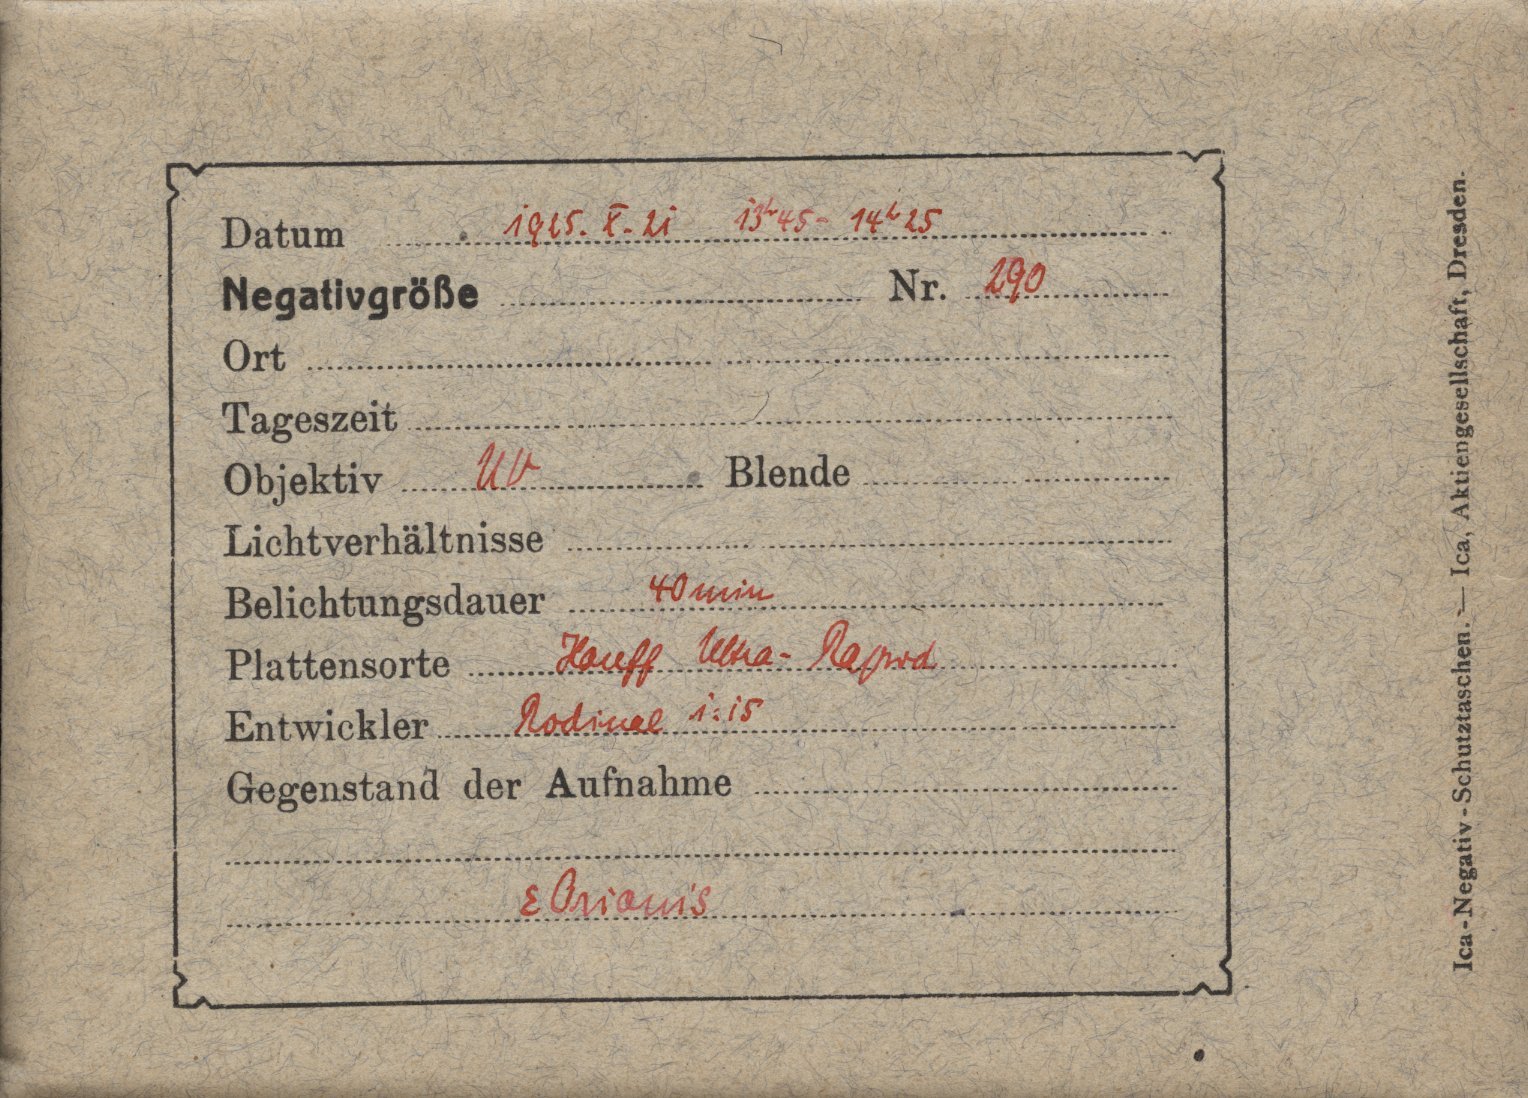 Datum 1925. X. 21 13h45 - 14h25
Negativgröße Nr. 290
Ort
Tageszeit
Objektiv UV Blende
Lichtverhältnisse
Belichtungsdauer 40 min
Plattensorte Hauff Ultra-Rapid
Entwickler Rodinal 1:15
Gegenstand der Aufnahme
ε Orionis
Ica-Negativ-Schutztaschen. — Ica, Aktiengesellschaft, Dresden.